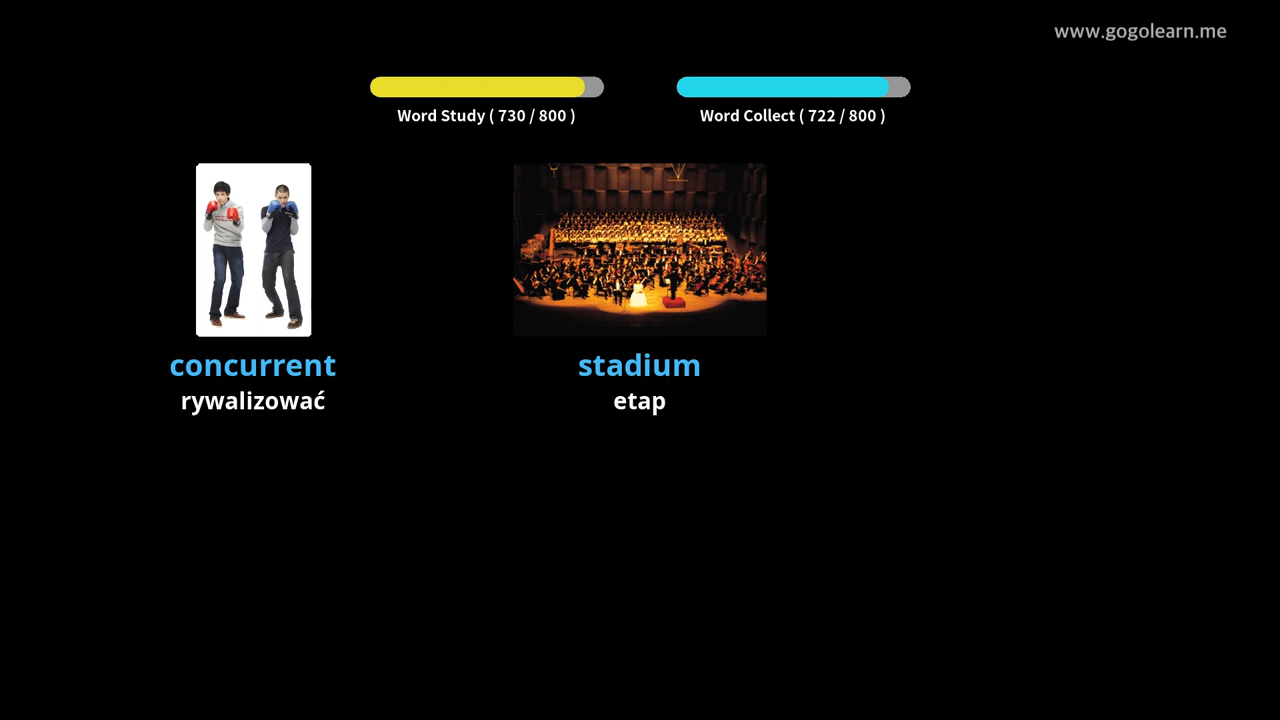 www.gogolearn.me
Word Study ( 730 / 800 )
Word Collect ( 722 / 800 )
concurrent
rywalizować
stadium
etap